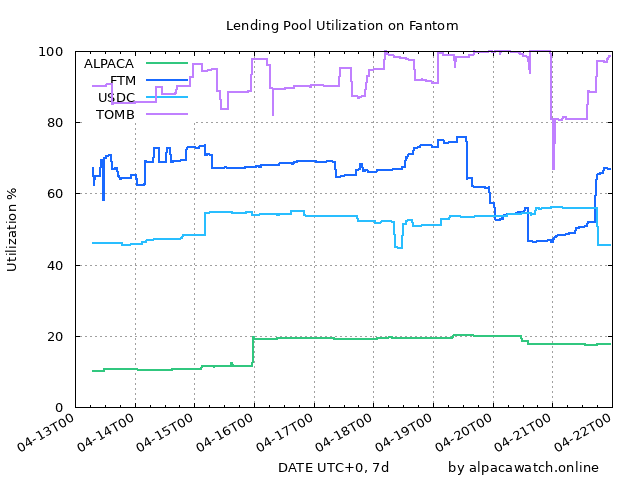 Lending Pool Utilization on Fantom
100
80
60
40
20
0
Utilization %
ALPACA
FTM
USDC
TOMB
04-13T00
04-14T00
04-15T00
04-16T00
04-17T00
04-18T00
04-19T00
04-20T00
04-21T00
04-22T00
DATE UTC+0, 7d
by alpacawatch.online